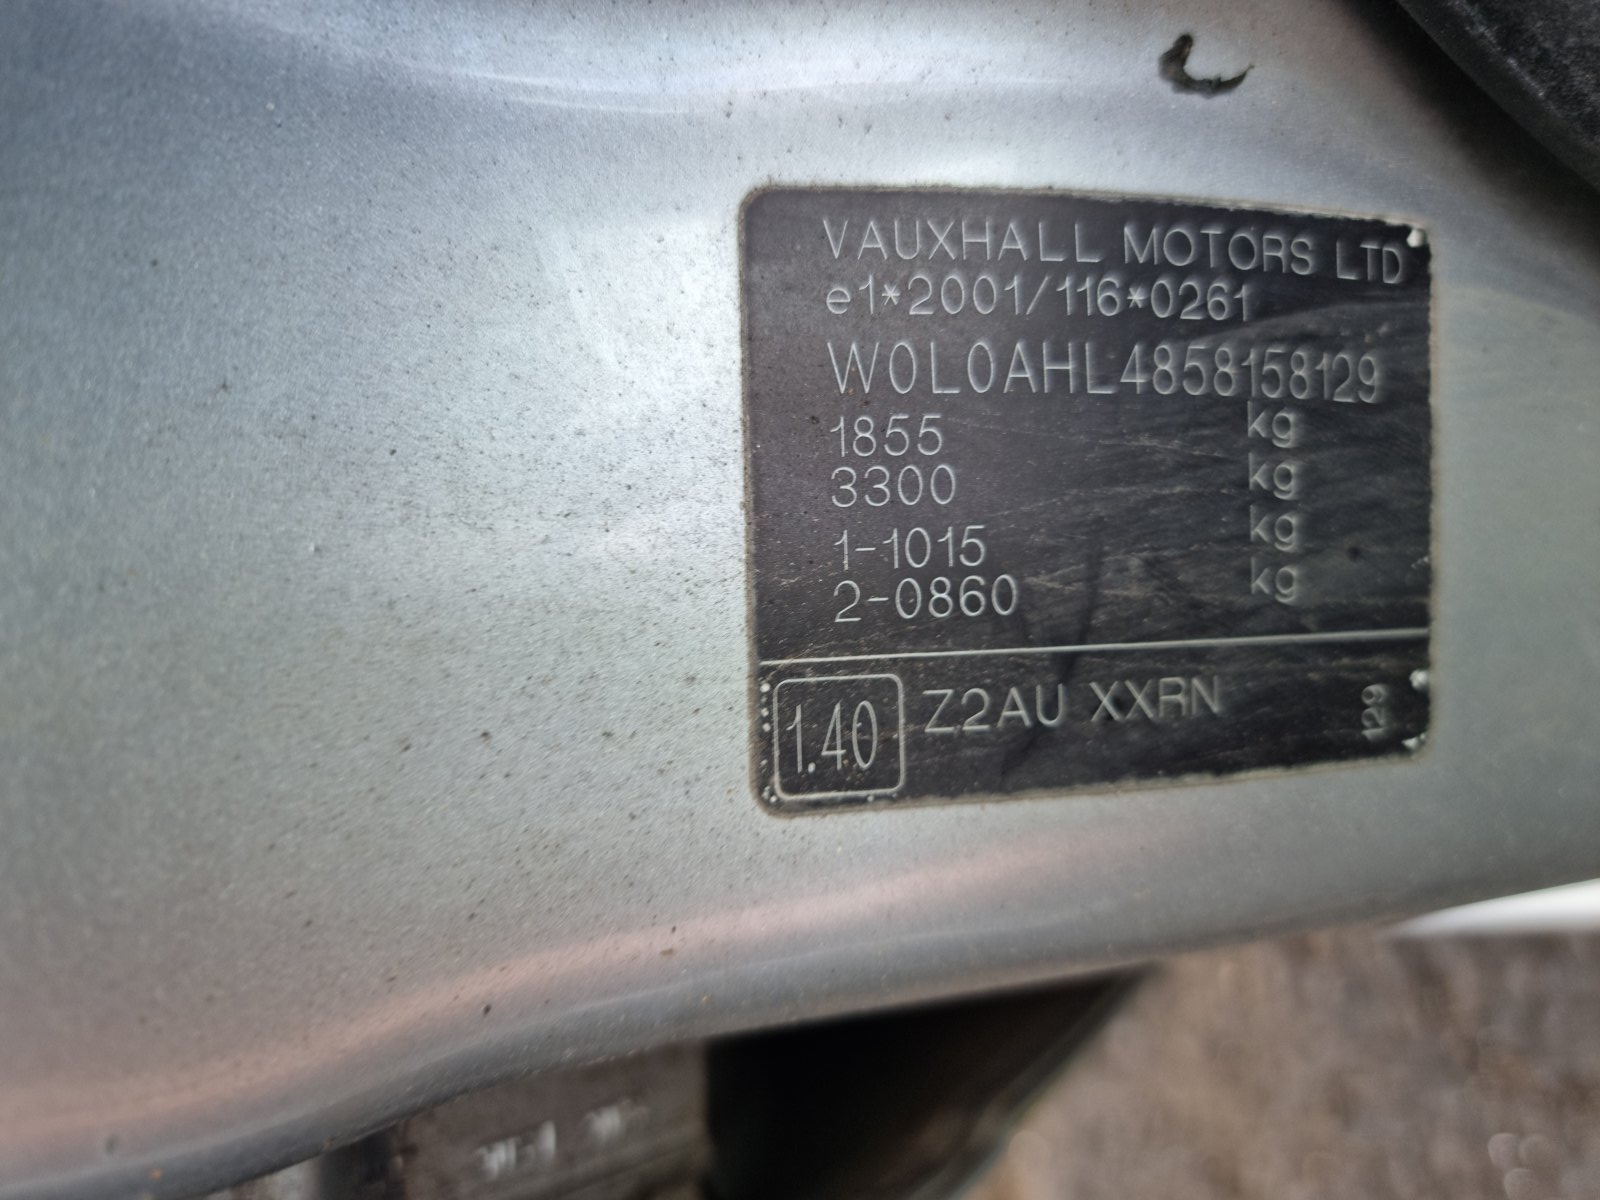 VAUXHALL MOTORS LTD
e1*2001/116*0261
W0L0AHL4858158129
1855 kg
3300 kg
1-1015 kg
2-0860 kg
1.40 Z2AU XXRN 129